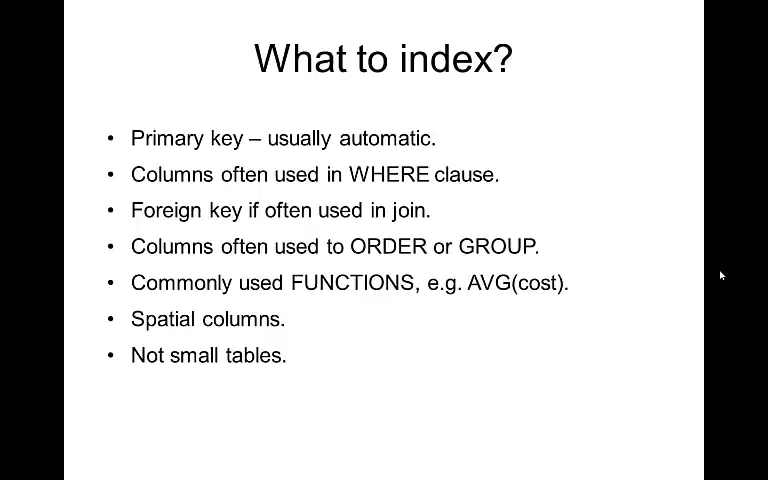 What to index?
• Primary key – usually automatic.
• Columns often used in WHERE clause.
• Foreign key if often used in join.
• Columns often used to ORDER or GROUP.
• Commonly used FUNCTIONS, e.g. AVG(cost).
• Spatial columns.
• Not small tables.